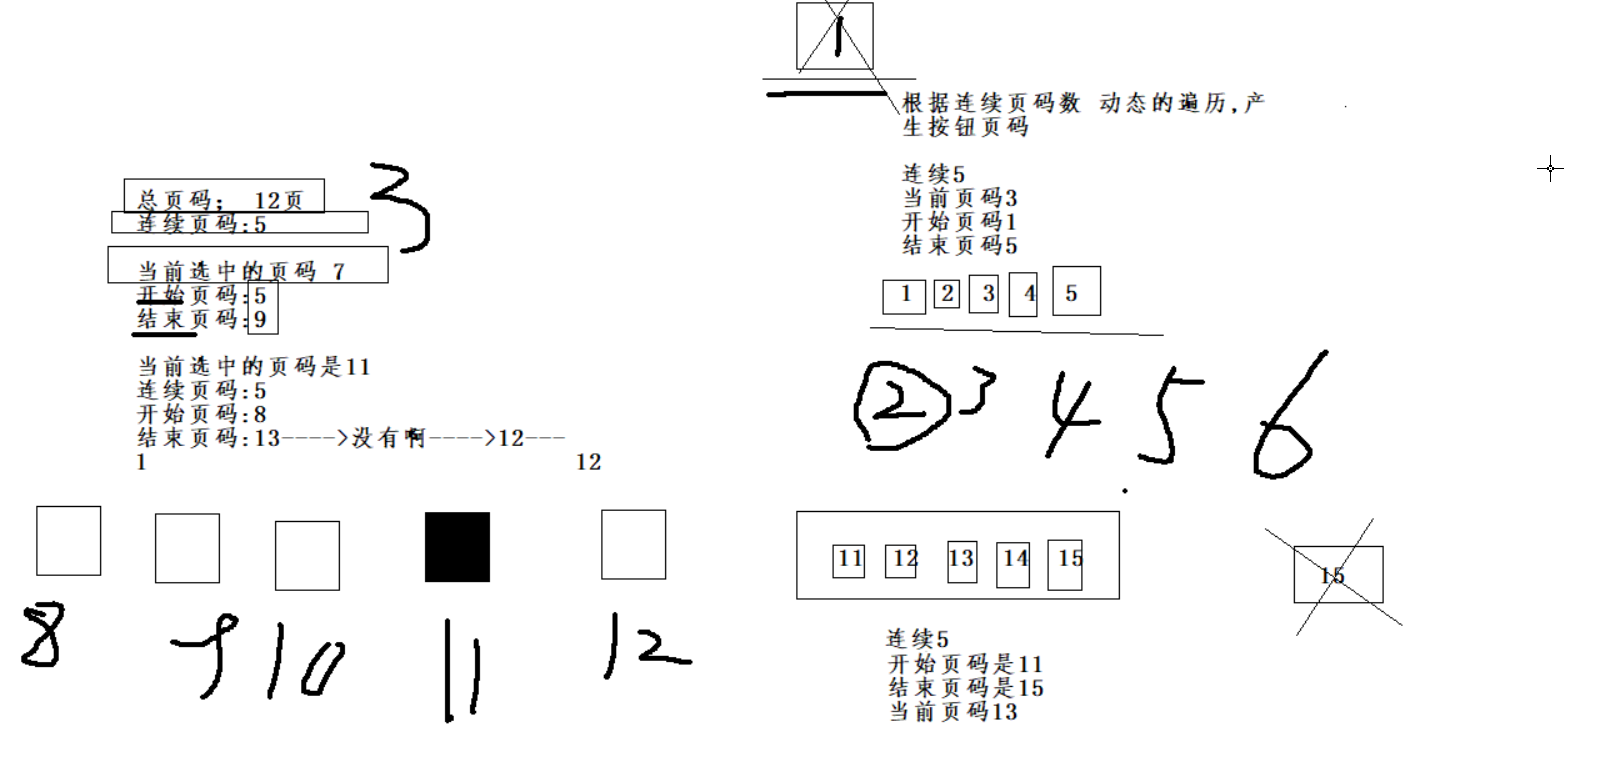 1
根据连续页码数 动态的遍历,产
生按钮页码
总页码； 12页
连续页码:5
3
当前选中的页码 7
开始页码:5
结束页码:9
当前选中的页码是11
连续页码:5
开始页码:8
结束页码:13---->没有啊---->12---
1 12
8 9 10 11 12
连续5
当前页码3
开始页码1
结束页码5
1 2 3 4 5
2 3 4 5 6
11 12 13 14 15
15
连续5
开始页码是11
结束页码是15
当前页码13